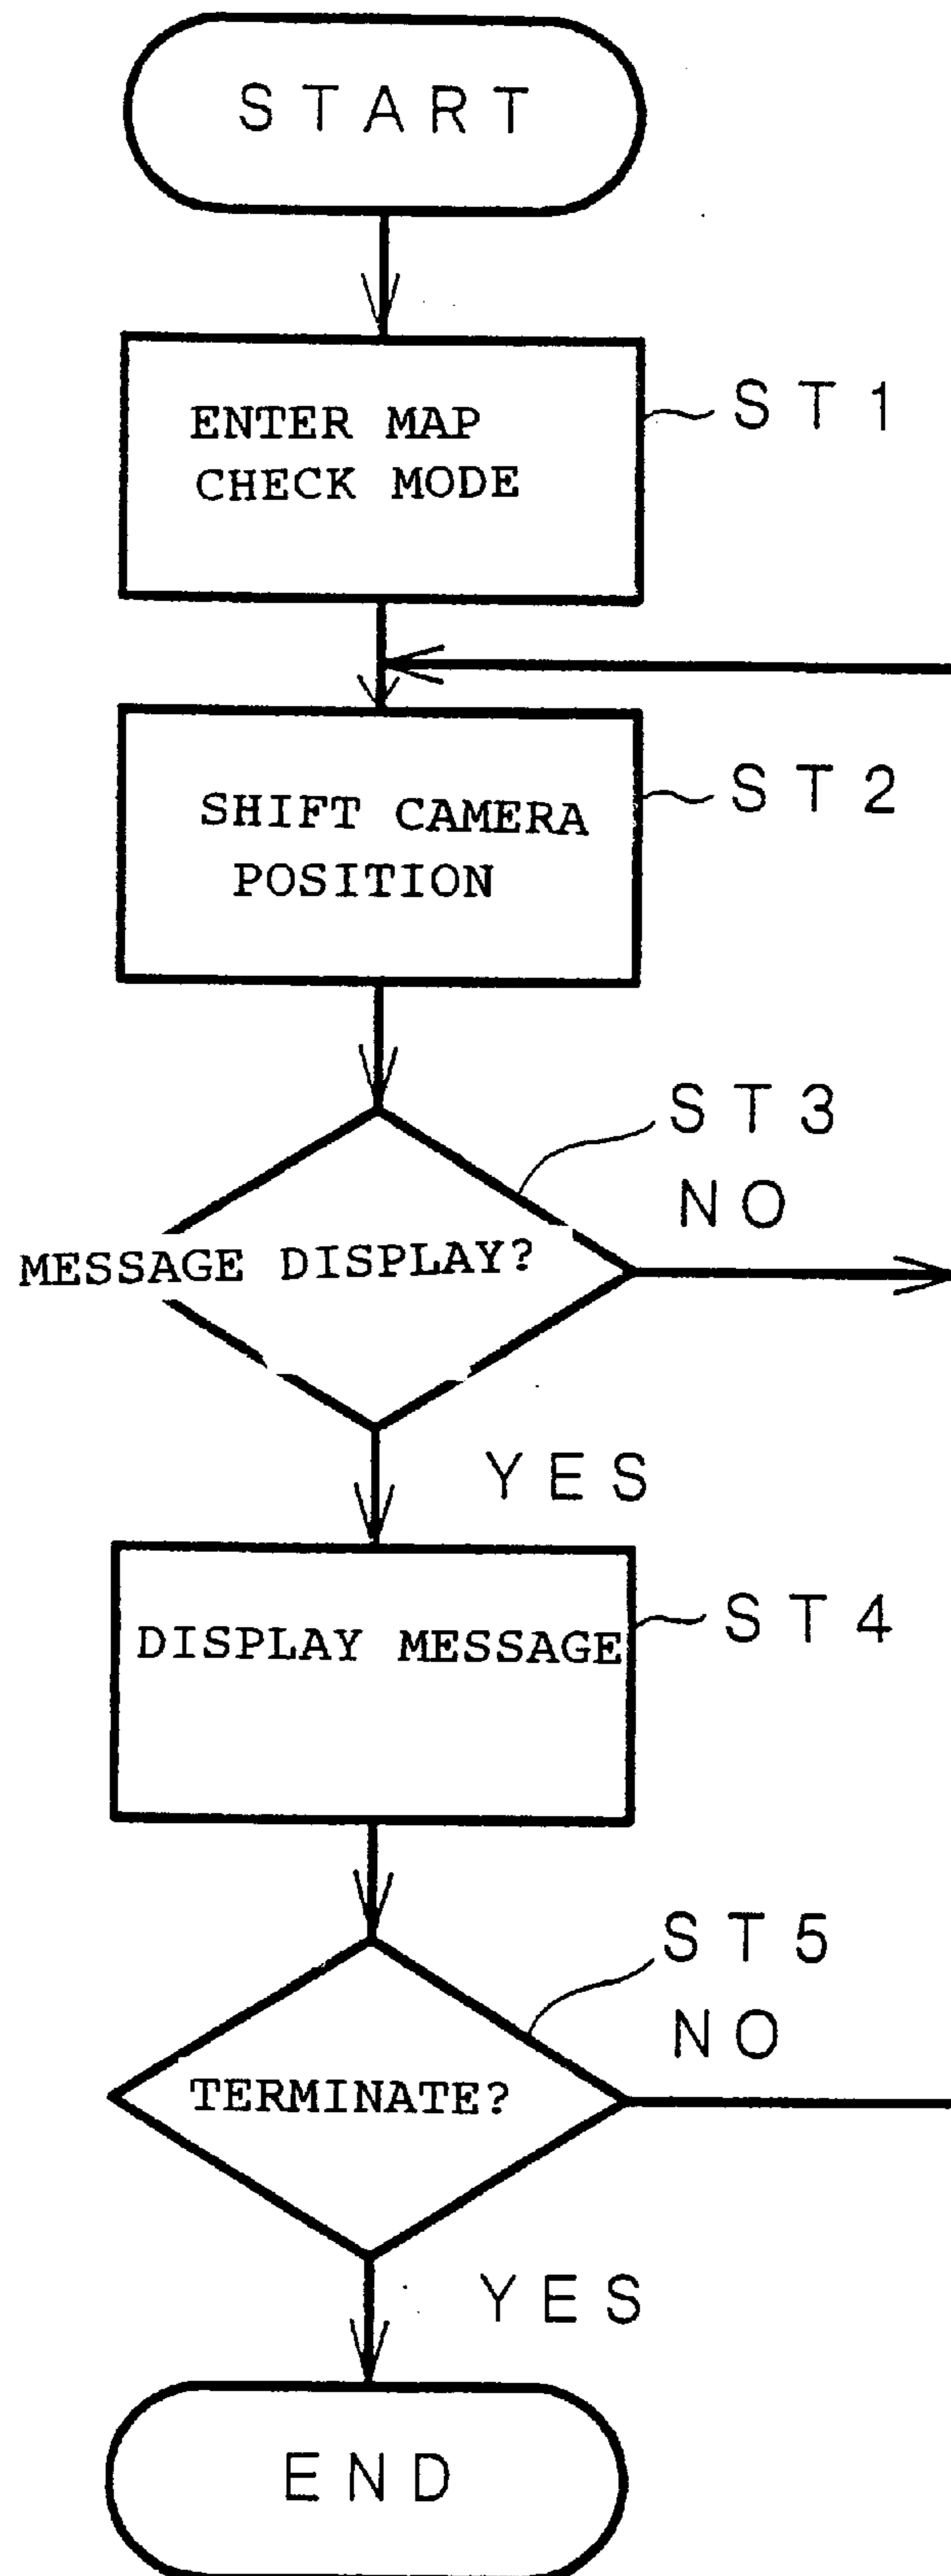 START
ENTER MAP
CHECK MODE
ST1
SHIFT CAMERA
POSITION
ST2
ST3
NO
MESSAGE DISPLAY?
YES
DISPLAY MESSAGE
ST4
ST5
NO
TERMINATE?
YES
END